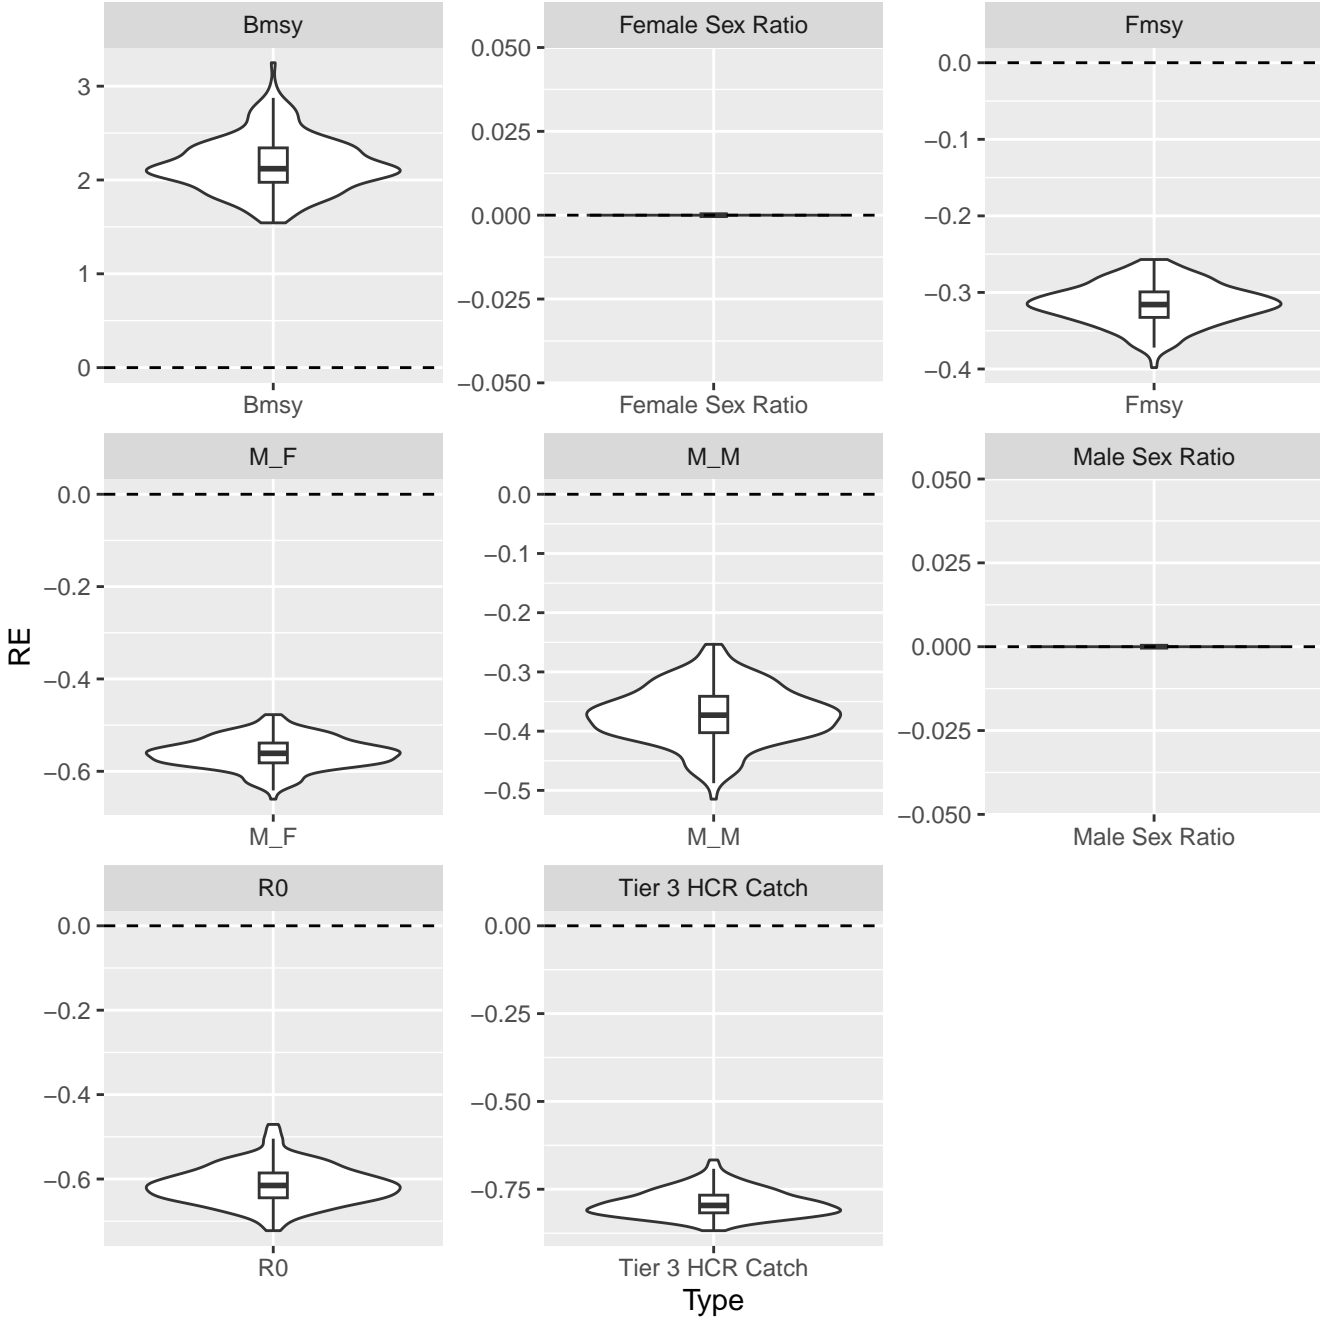 Bmsy
Female Sex Ratio
Fmsy
3
2
1
0
0.050
0.025
0.000
−0.025
−0.050
0.0
−0.1
−0.2
−0.3
−0.4
Bmsy
Female Sex Ratio
Fmsy
M_F
M_M
Male Sex Ratio
0.0
−0.2
−0.4
−0.6
0.0
−0.1
−0.2
−0.3
−0.4
−0.5
0.050
0.025
0.000
−0.025
−0.050
M_F
M_M
Male Sex Ratio
RE
R0
Tier 3 HCR Catch
0.0
−0.2
−0.4
−0.6
0.00
−0.25
−0.50
−0.75
R0
Tier 3 HCR Catch
Type